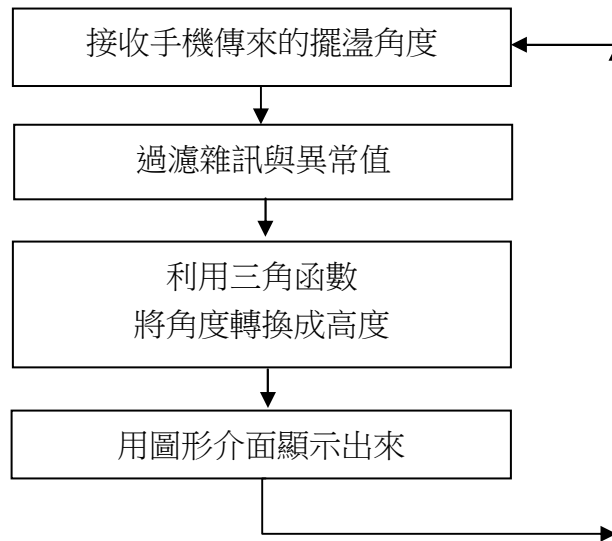 接收手機傳來的擺盪角度
過濾雜訊與異常值
利用三角函數
將角度轉換成高度
用圖形介面顯示出來